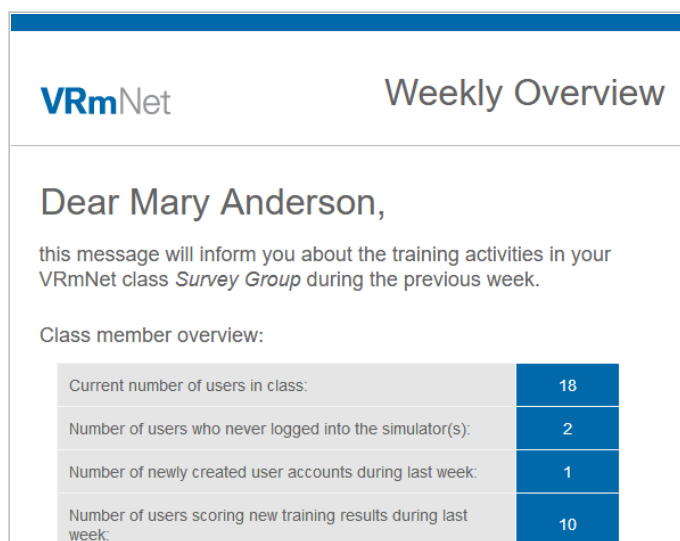 VRmNet
Weekly Overview
Dear Mary Anderson,
this message will inform you about the training activities in your
VRmNet class Survey Group during the previous week.
Class member overview:
Current number of users in class: 18
Number of users who never logged into the simulator(s): 2
Number of newly created user accounts during last week: 1
Number of users scoring new training results during last
week: 10